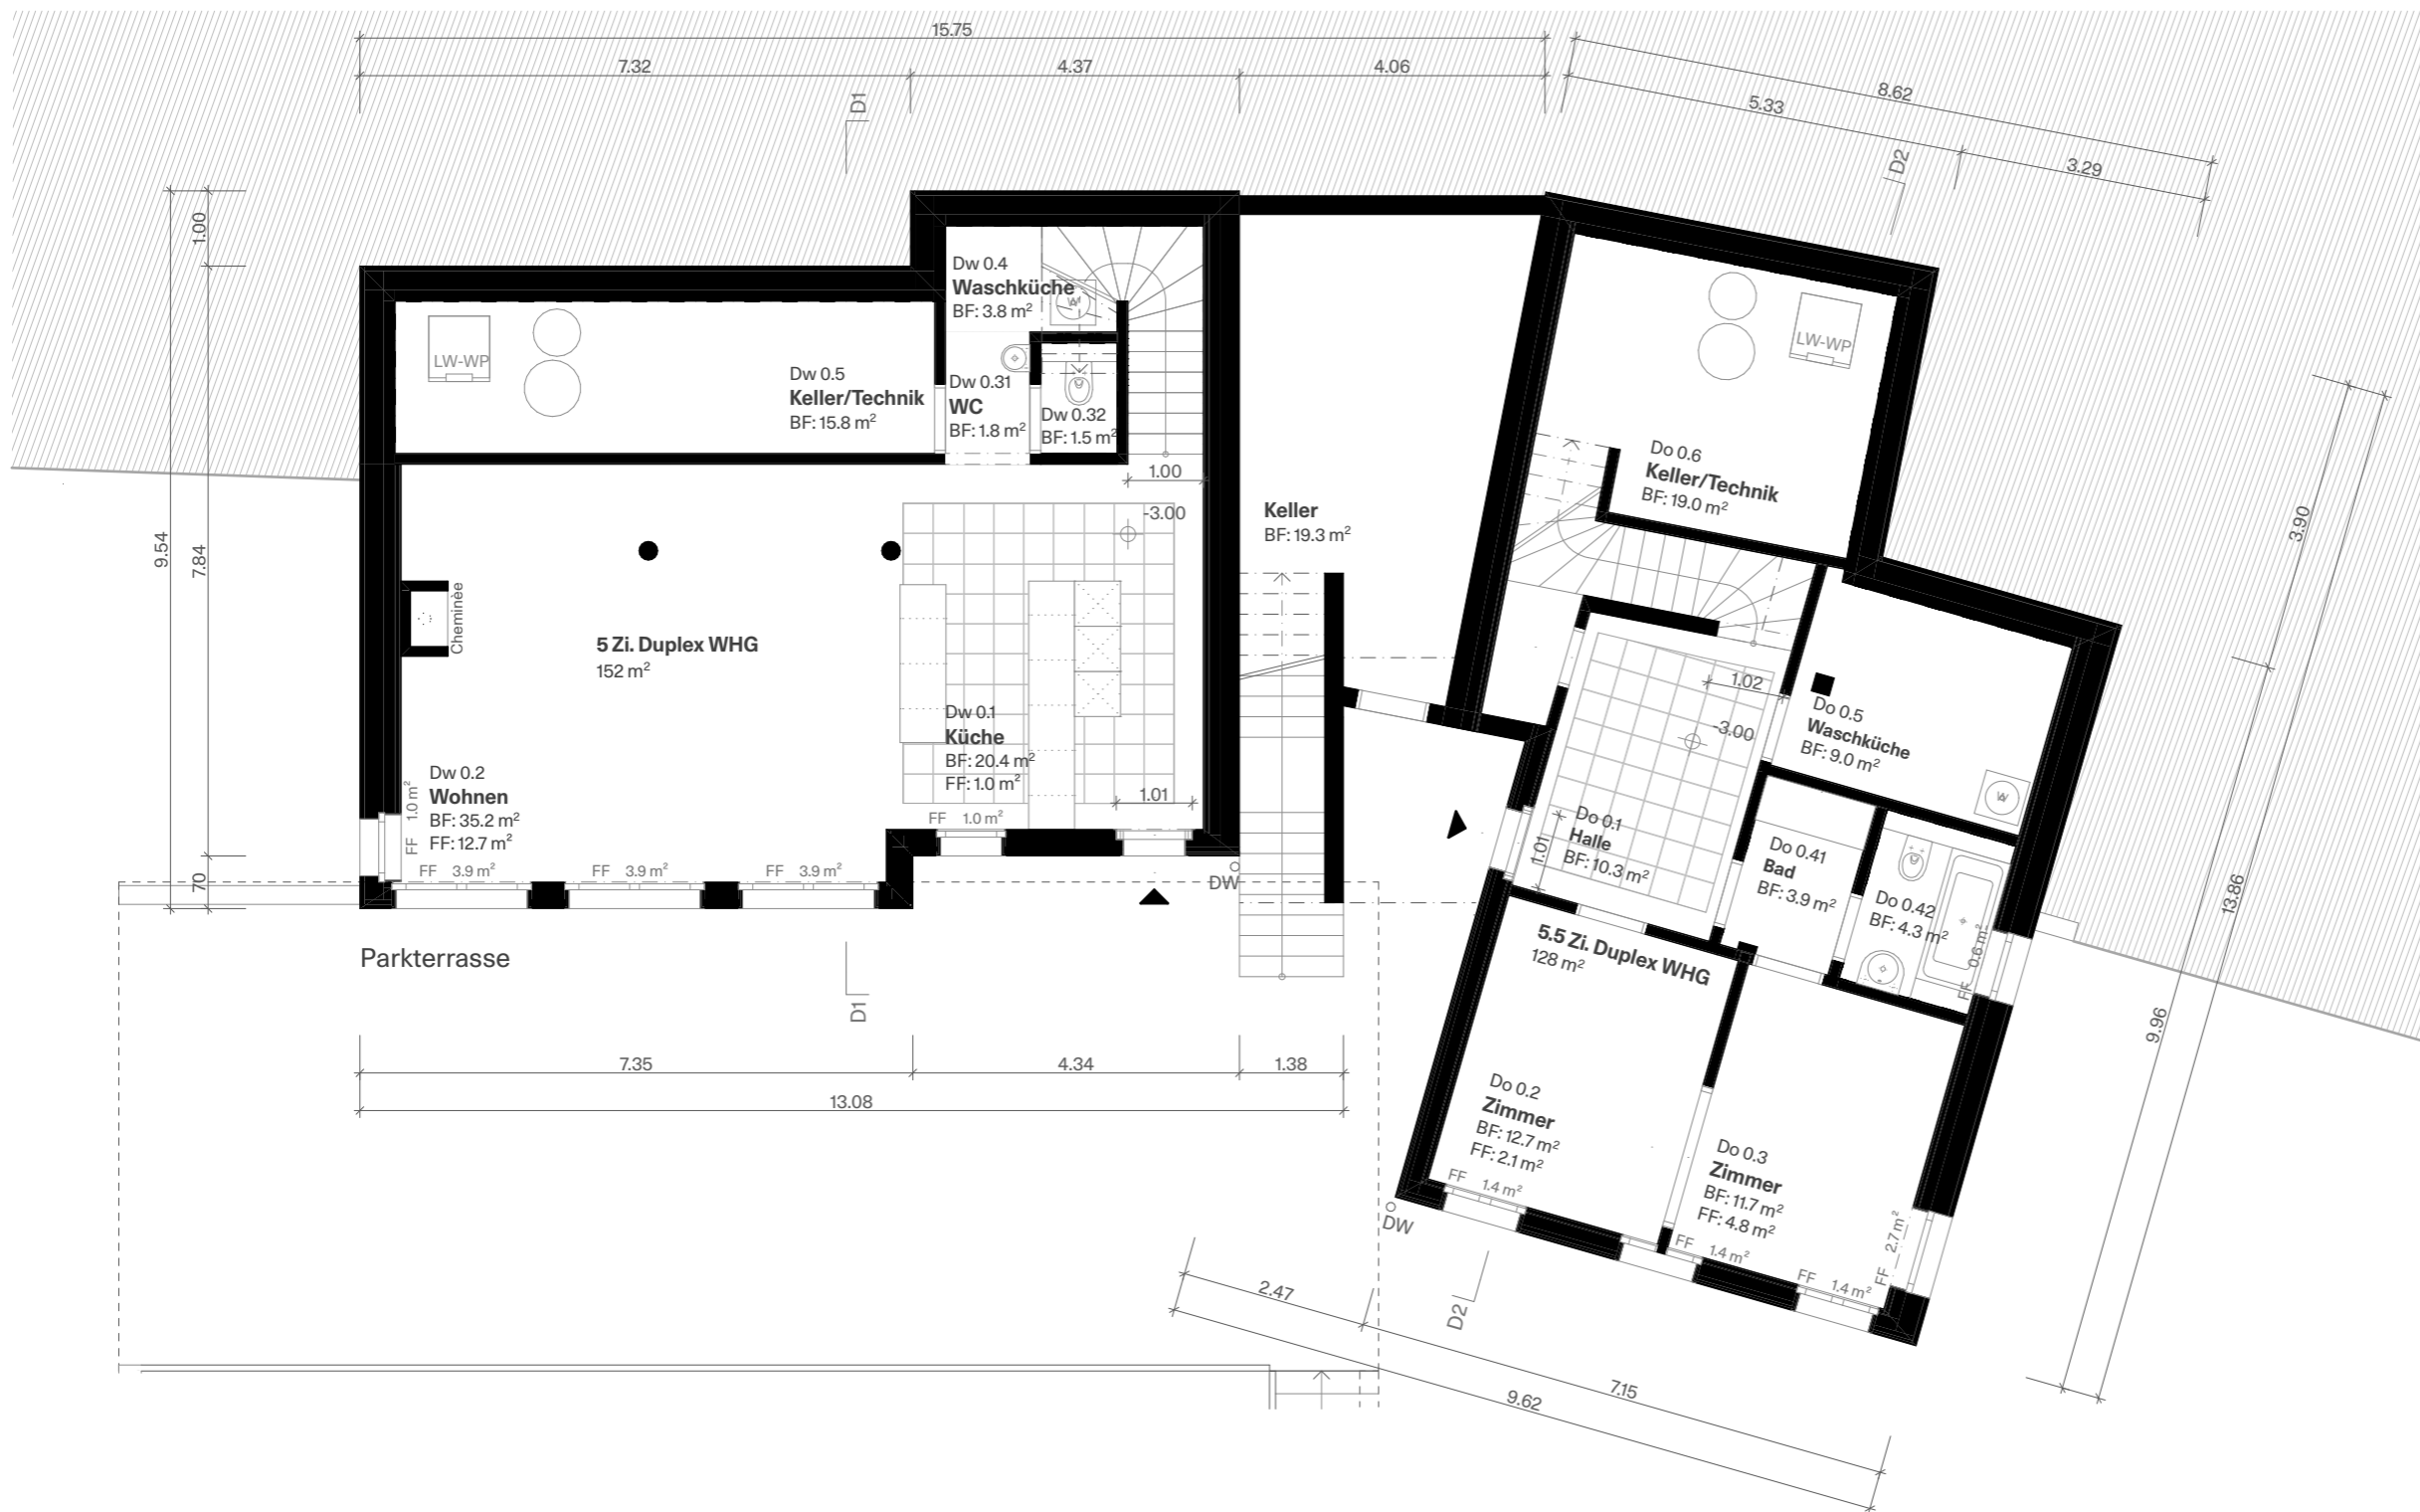 15.75
7.32
4.37
4.06
8.62
5.33
3.29
D1
D2
1.00
9.54
7.84
70
Dw 0.4
Waschküche
BF: 3.8 m²
W
LW-WP
Dw 0.5
Keller/Technik
BF: 15.8 m²
Dw 0.31
WC
BF: 1.8 m²
Dw 0.32
BF: 1.5 m²
1.00
-3.00
Keller
BF: 19.3 m²
LW-WP
Do 0.6
Keller/Technik
BF: 19.0 m²
3.90
Cheminèe
5 Zi. Duplex WHG
152 m²
Dw 0.1
Küche
BF: 20.4 m²
FF: 1.0 m²
1.01
FF 1.0 m²
Dw 0.2
Wohnen
BF: 35.2 m²
FF: 12.7 m²
FF 1.0 m²
FF 3.9 m²
FF 3.9 m²
FF 3.9 m²
DW
1.02
-3.00
Do 0.5
Waschküche
BF: 9.0 m²
W
Do 0.1
Halle
BF: 10.3 m²
1.01
Do 0.41
Bad
BF: 3.9 m²
Do 0.42
BF: 4.3 m²
FF 0.6 m²
13.86
9.96
Parkterrasse
D1
5.5 Zi. Duplex WHG
128 m²
7.35
4.34
1.38
13.08
Do 0.2
Zimmer
BF: 12.7 m²
FF: 2.1 m²
FF 1.4 m²
Do 0.3
Zimmer
BF: 11.7 m²
FF: 4.8 m²
FF 1.4 m²
FF 1.4 m²
FF 2.7 m²
DW
D2
2.47
7.15
9.62